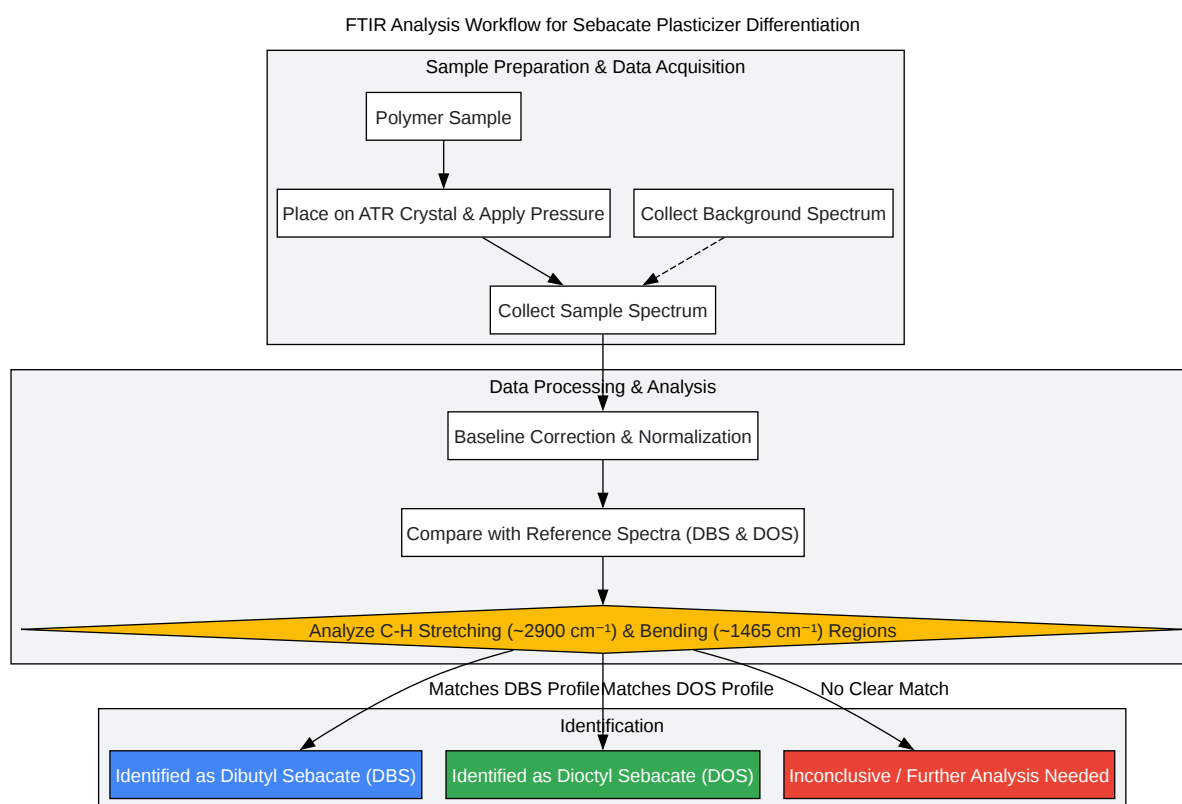 FTIR Analysis Workflow for Sebacate Plasticizer Differentiation
Sample Preparation & Data Acquisition
Polymer Sample
Place on ATR Crystal & Apply Pressure
Collect Background Spectrum
Collect Sample Spectrum
Data Processing & Analysis
Baseline Correction & Normalization
Compare with Reference Spectra (DBS & DOS)
Analyze C-H Stretching (~2900 cm⁻¹) & Bending (~1465 cm⁻¹) Regions
Matches DBS Profile
Matches DOS Profile
No Clear Match
Identification
Identified as Dibutyl Sebacate (DBS)
Identified as Dioctyl Sebacate (DOS)
Inconclusive / Further Analysis Needed